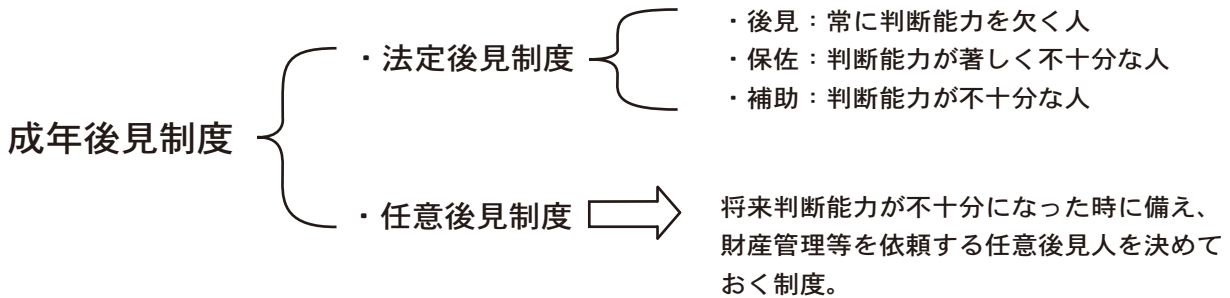 成年後見制度
・法定後見制度
・後見：常に判断能力を欠く人
・保佐：判断能力が著しく不十分な人
・補助：判断能力が不十分な人
・任意後見制度
将来判断能力が不十分になった時に備え、
財産管理等を依頼する任意後見人を決めて
おく制度。